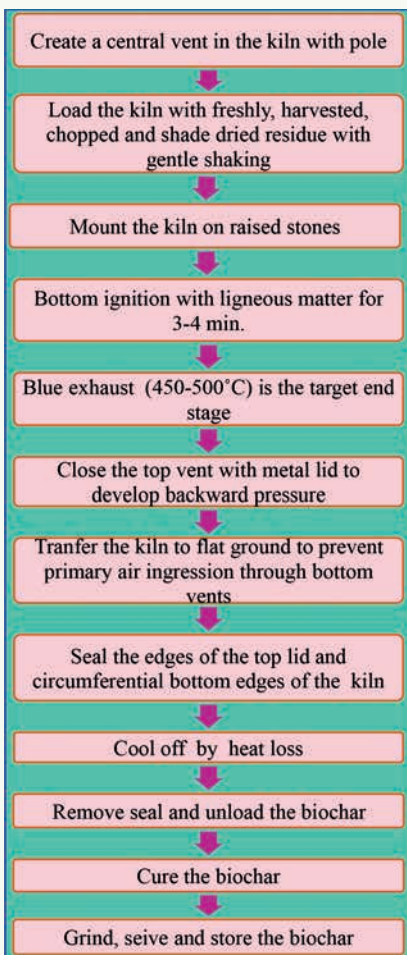 Create a central vent in the kiln with pole
Load the kiln with freshly, harvested,
chopped and shade dried residue with
gentle shaking
Mount the kiln on raised stones
Bottom ignition with ligneous matter for
3-4 min.
Blue exhaust (450-500˚C) is the target end
stage
Close the top vent with metal lid to
develop backward pressure
Tranfer the kiln to flat ground to prevent
primary air ingression through bottom
vents
Seal the edges of the top lid and
circumferential bottom edges of the kiln
Cool off by heat loss
Remove seal and unload the biochar
Cure the biochar
Grind, seive and store the biochar